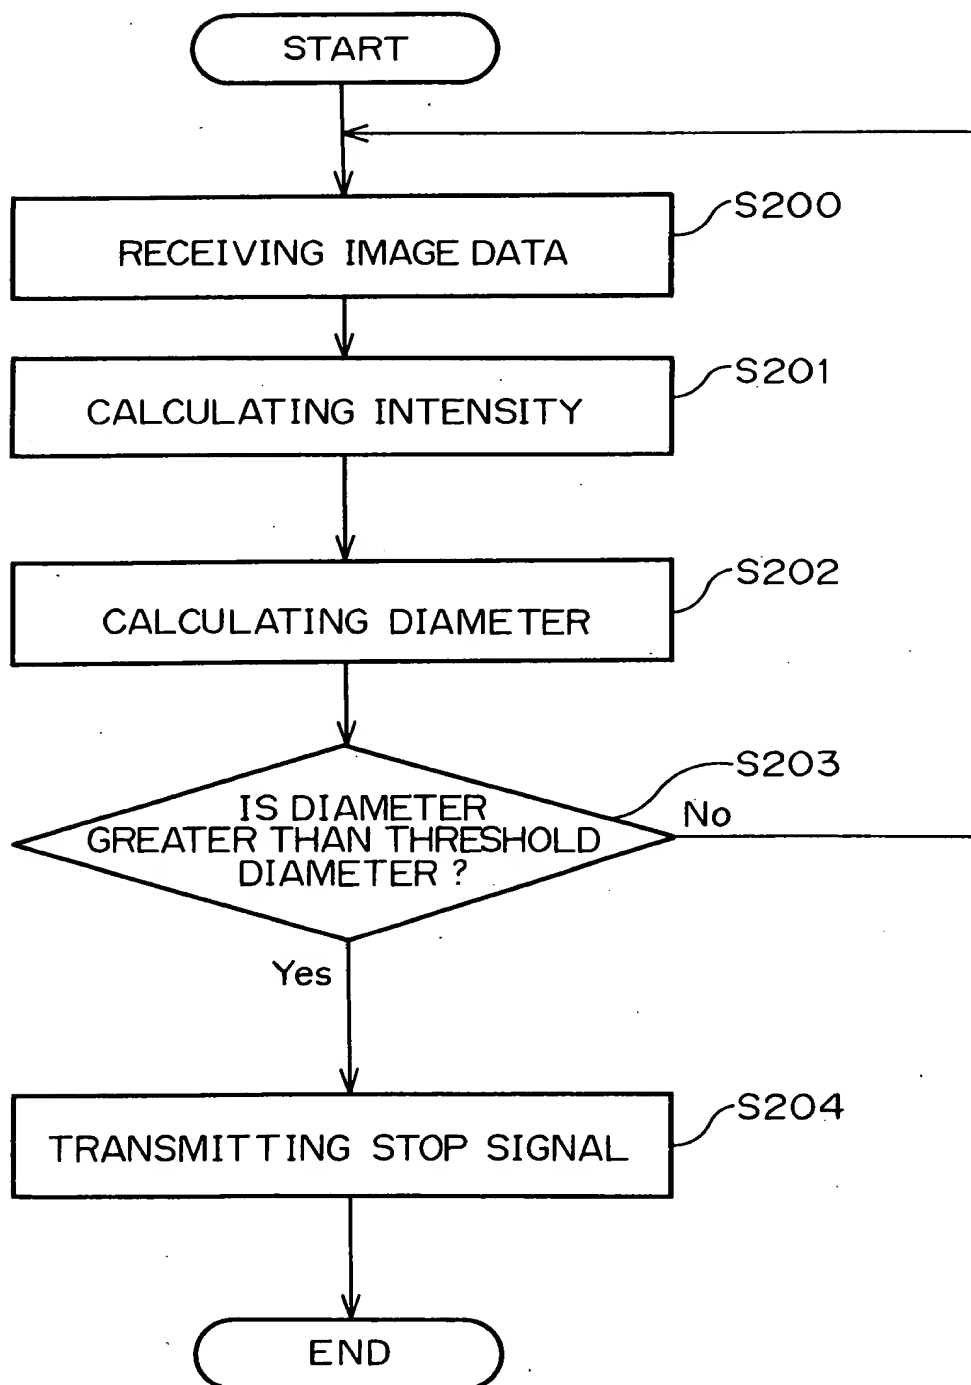 START
S200
RECEIVING IMAGE DATA
S201
CALCULATING INTENSITY
S202
CALCULATING DIAMETER
S203
IS DIAMETER
GREATER THAN THRESHOLD
DIAMETER ?
No
Yes
S204
TRANSMITTING STOP SIGNAL
END